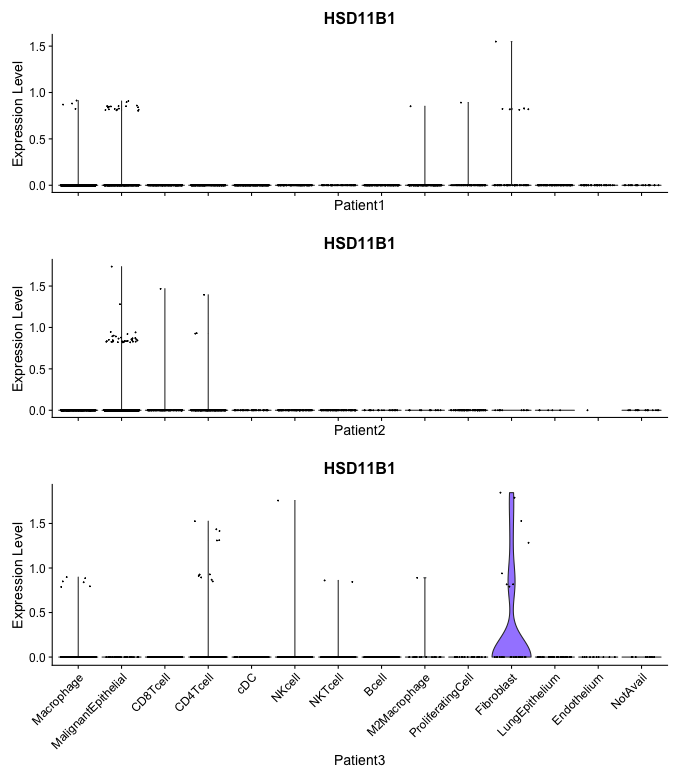 HSD11B1
Expression Level
1.5
1.0
0.5
0.0
Patient1
HSD11B1
Expression Level
1.5
1.0
0.5
0.0
Patient2
HSD11B1
Expression Level
1.5
1.0
0.5
0.0
Macrophage
MalignantEpithelial
CD8Tcell
CD4Tcell
cDC
NKcell
NKTcell
Bcell
M2Macrophage
ProliferatingCell
Fibroblast
LungEpithelium
Endothelium
NotAvail
Patient3